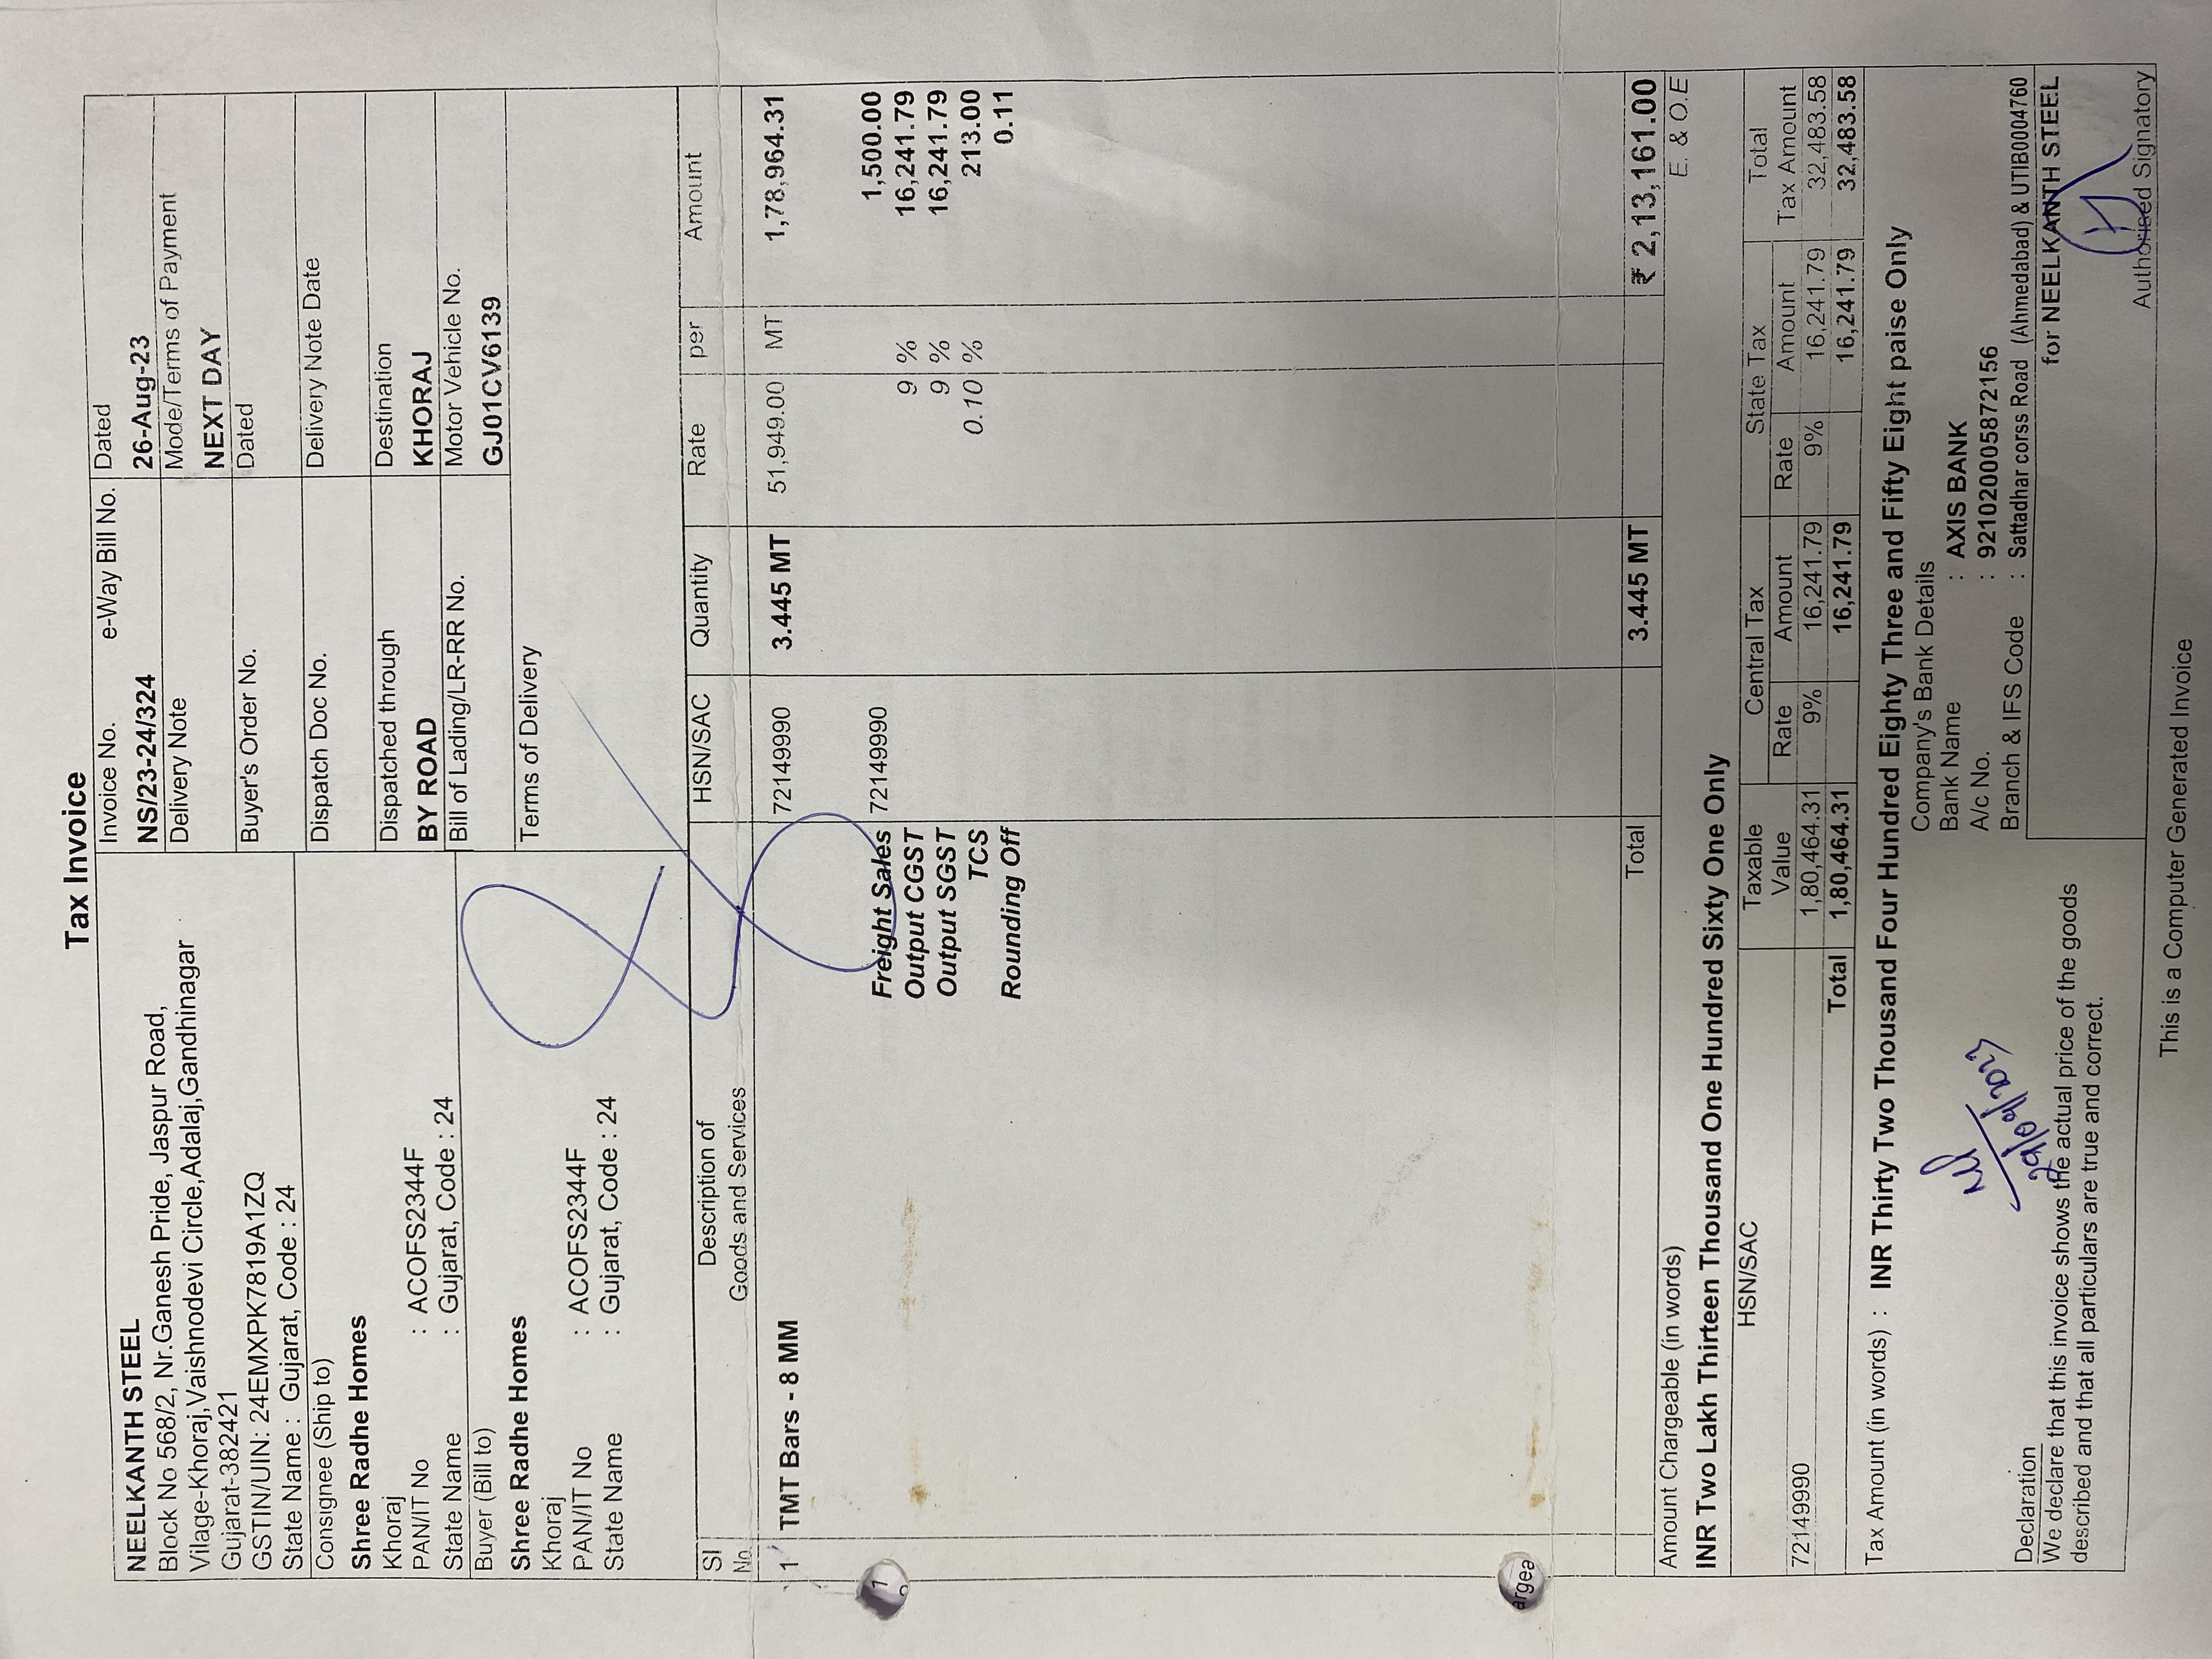 Tax Invoice
NEELKANTH STEEL
Block No 568/2, Nr.Ganesh Pride, Jaspur Road,
Vilage-Khoraj,Vaishnodevi Circle,Adalaj,Gandhinagar
Gujarat-382421
GSTIN/UIN: 24EMXPK7819A1ZQ
State Name : Gujarat, Code : 24
Invoice No. e-Way Bill No.
NS/23-24/324
Dated
26-Aug-23
Delivery Note
Mode/Terms of Payment
NEXT DAY
Buyer's Order No.
Dated
Dispatch Doc No.
Delivery Note Date
Dispatched through
BY ROAD
Destination
KHORAJ
Bill of Lading/LR-RR No.
Motor Vehicle No.
GJ01CV6139
Terms of Delivery
Consignee (Ship to)
Shree Radhe Homes
Khoraj
PAN/IT No : ACOFS2344F
State Name : Gujarat, Code : 24
Buyer (Bill to)
Shree Radhe Homes
Khoraj
PAN/IT No : ACOFS2344F
State Name : Gujarat, Code : 24
Sl No. Description of Goods and Services HSN/SAC Quantity Rate per Amount
1 TMT Bars - 8 MM 72149990 3.445 MT 51,949.00 MT 1,78,964.31
Freight Sales 72149990 1,500.00
Output CGST 9 % 16,241.79
Output SGST 9 % 16,241.79
TCS 0.10 % 213.00
Rounding Off 0.11
1
argea
Total 3.445 MT ₹ 2,13,161.00
Amount Chargeable (in words) E. & O.E
INR Two Lakh Thirteen Thousand One Hundred Sixty One Only
HSN/SAC Taxable Value Central Tax State Tax Total Tax Amount
Rate Amount Rate Amount
72149990 1,80,464.31 9% 16,241.79 9% 16,241.79 32,483.58
Total 1,80,464.31 16,241.79 16,241.79 32,483.58
Tax Amount (in words) : INR Thirty Two Thousand Four Hundred Eighty Three and Fifty Eight paise Only
Company's Bank Details
Bank Name : AXIS BANK
A/c No. : 921020005872156
Branch & IFS Code : Sattadhar corss Road (Ahmedabad) & UTIB0004760
29/09/2023
Declaration
We declare that this invoice shows the actual price of the goods
described and that all particulars are true and correct.
for NEELKANTH STEEL
Authorised Signatory
This is a Computer Generated Invoice